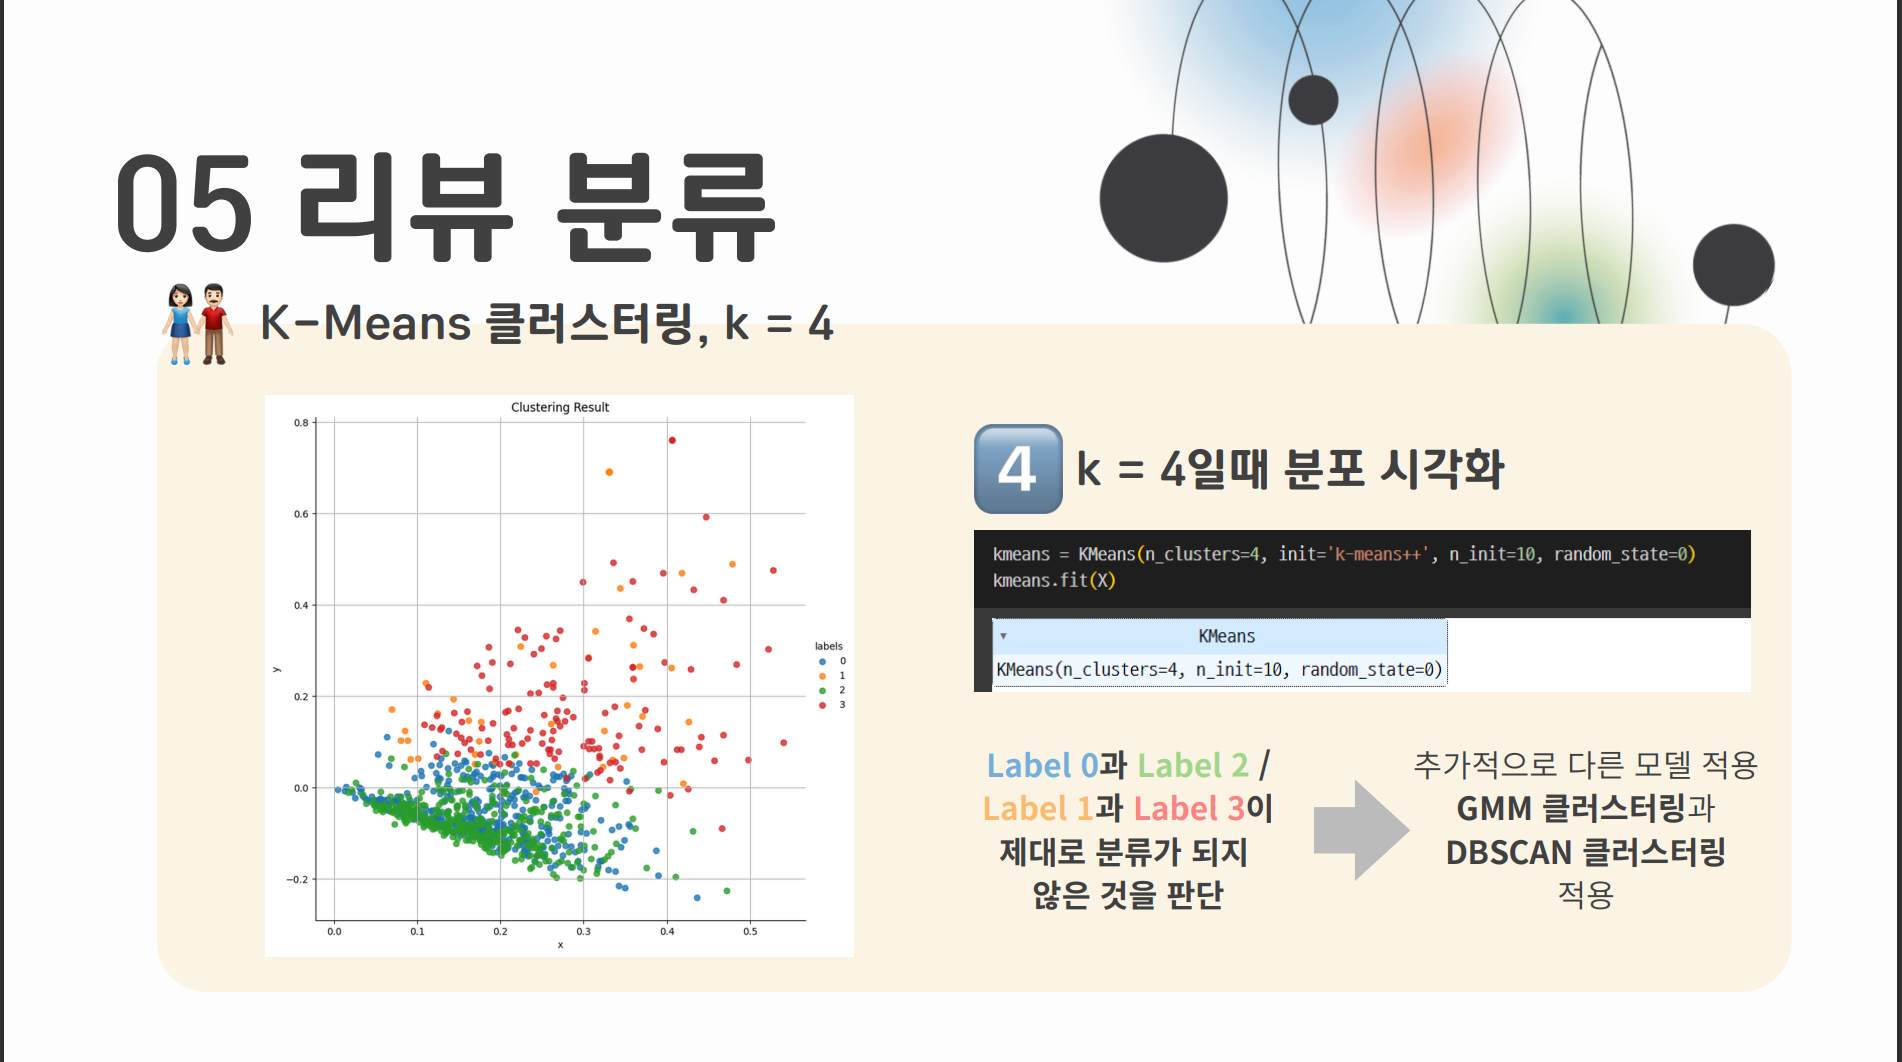 05 리뷰 분류
K-Means 클러스터링, k = 4
Clustering Result
0.8
0.6
0.4
0.2
0.0
−0.2
y
0.0 0.1 0.2 0.3 0.4 0.5
x
labels
0
1
2
3
4 k = 4일때 분포 시각화
kmeans = KMeans(n_clusters=4, init='k-means++', n_init=10, random_state=0)
kmeans.fit(X)
▾ KMeans
KMeans(n_clusters=4, n_init=10, random_state=0)
Label 0과 Label 2 /
Label 1과 Label 3이
제대로 분류가 되지
않은 것을 판단
추가적으로 다른 모델 적용
GMM 클러스터링과
DBSCAN 클러스터링
적용